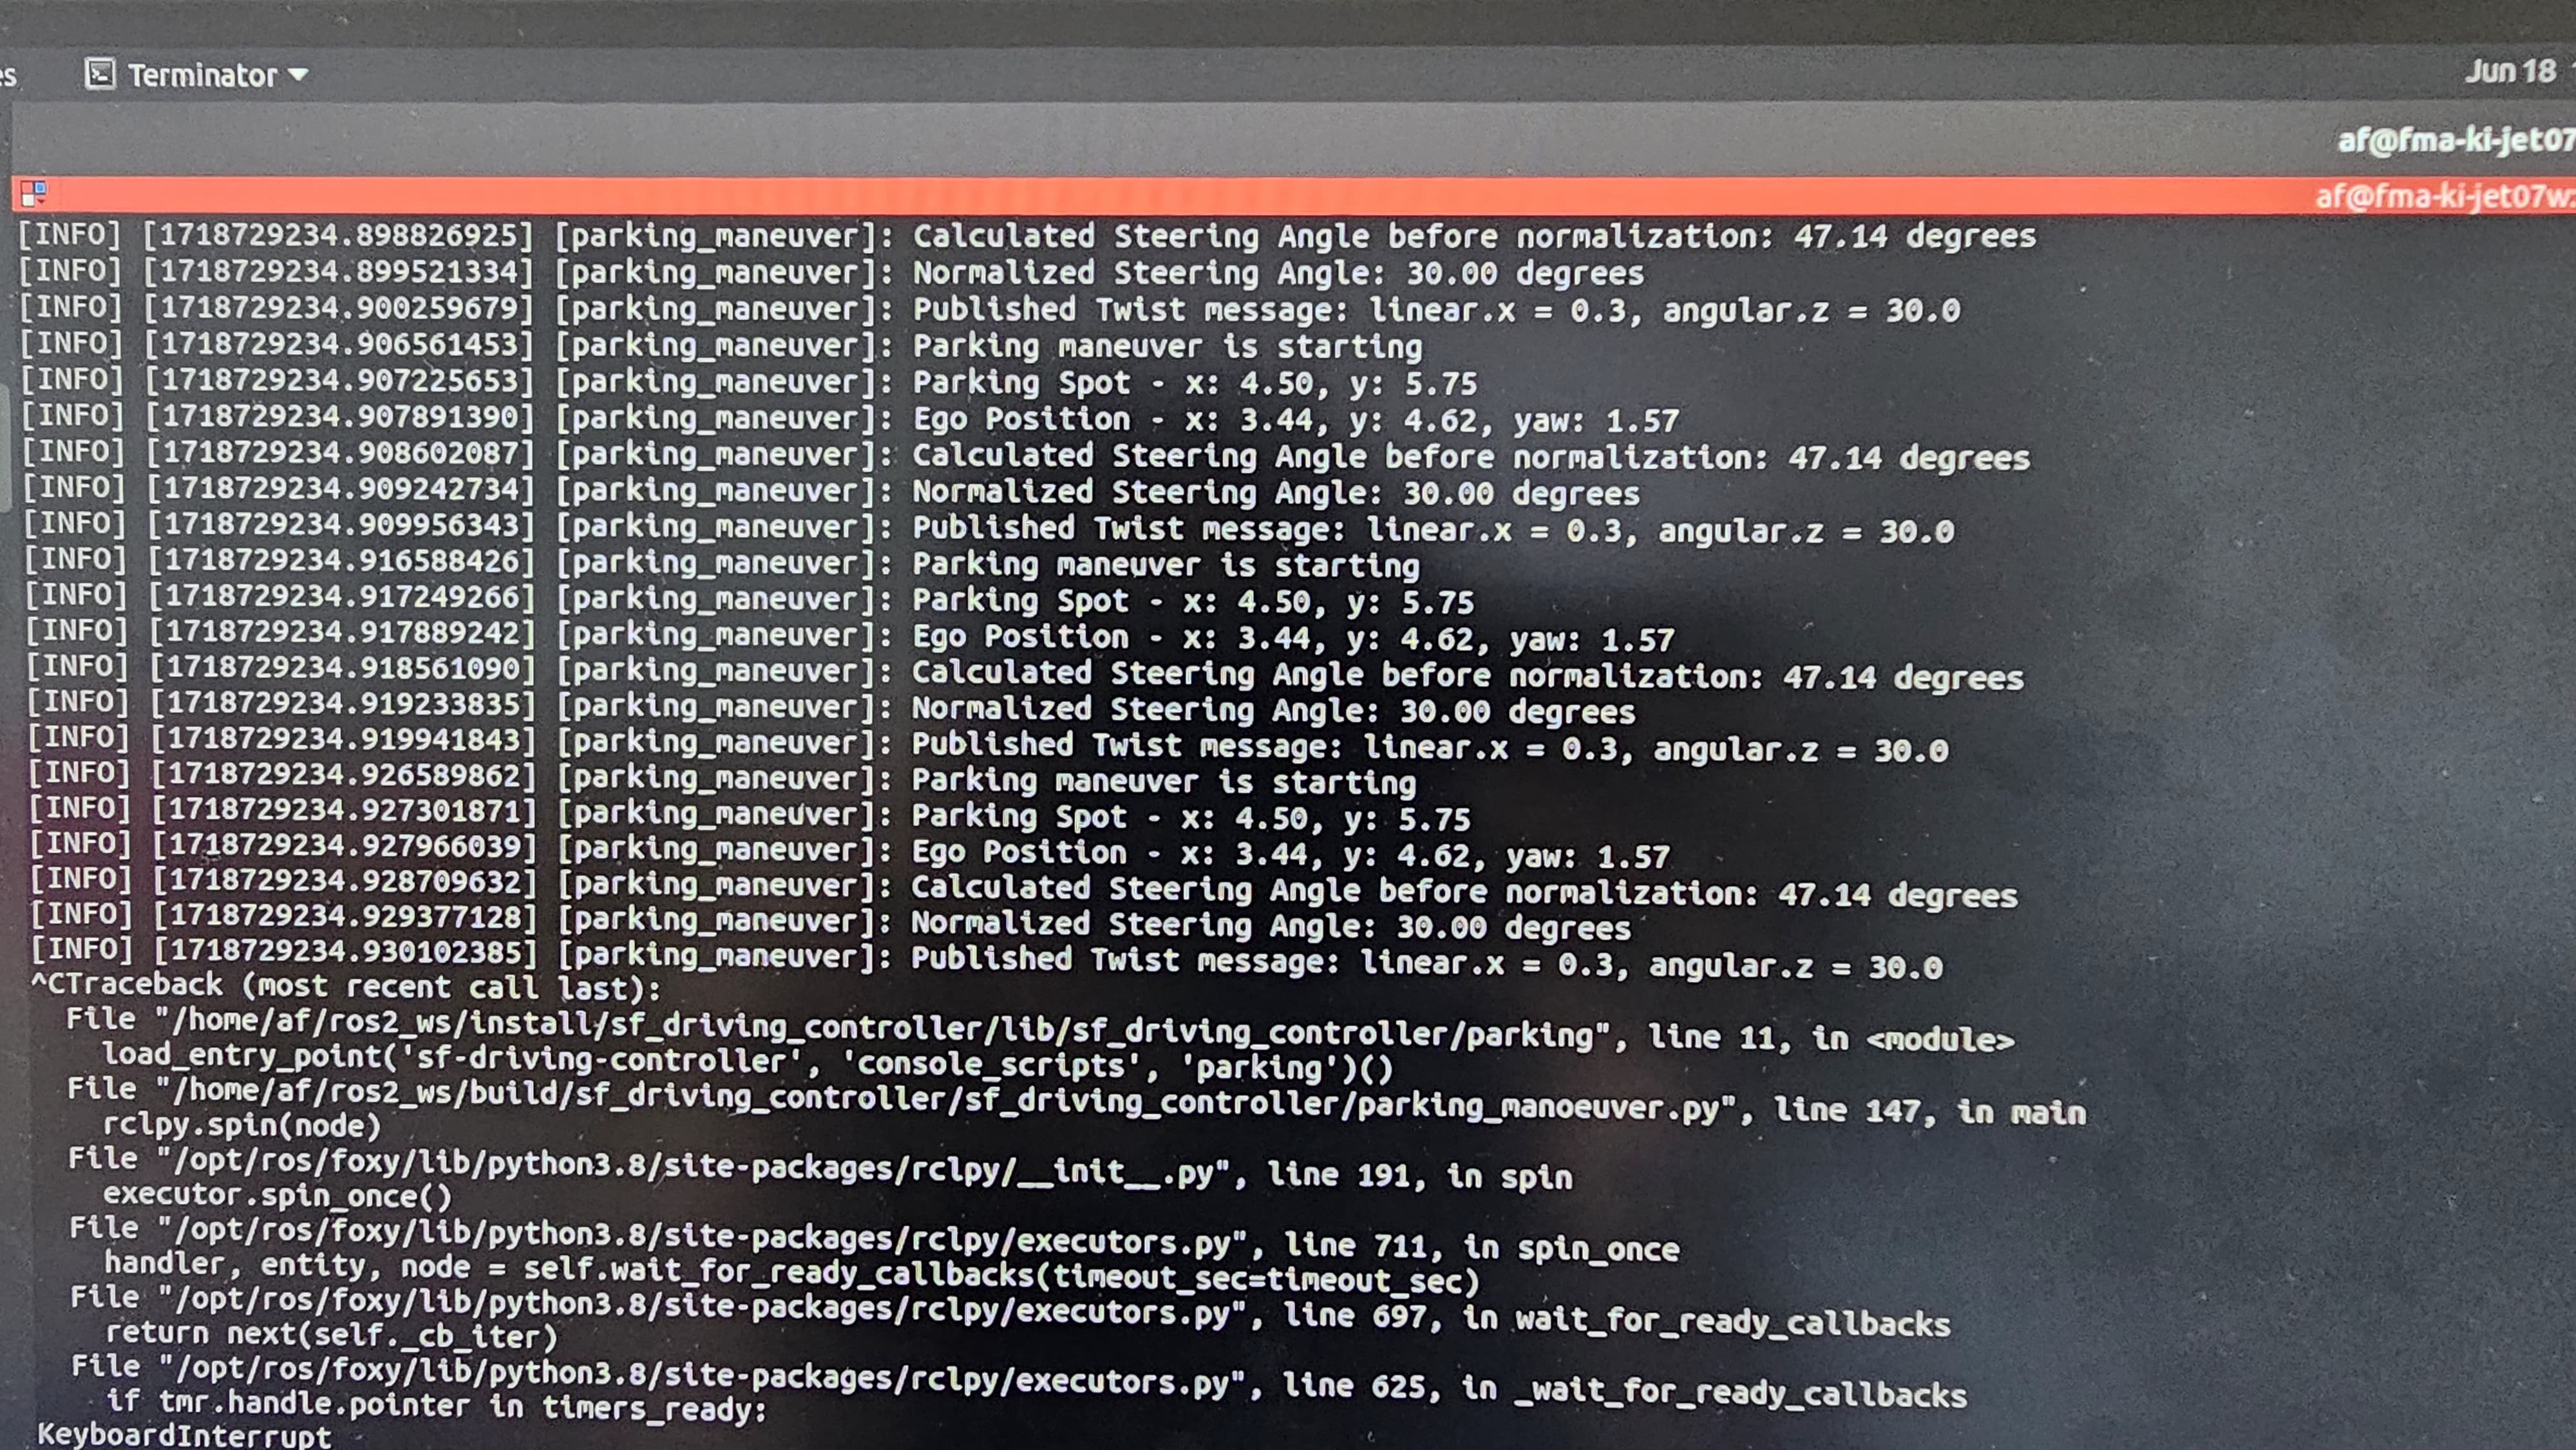 Terminator
Jun 18
af@fma-ki-jet07
af@fma-ki-jet07w:
[INFO] [1718729234.898826925] [parking_maneuver]: Calculated Steering Angle before normalization: 47.14 degrees
[INFO] [1718729234.899521334] [parking_maneuver]: Normalized Steering Angle: 30.00 degrees
[INFO] [1718729234.900259679] [parking_maneuver]: Published Twist message: linear.x = 0.3, angular.z = 30.0
[INFO] [1718729234.906561453] [parking_maneuver]: Parking maneuver is starting
[INFO] [1718729234.907225653] [parking_maneuver]: Parking Spot - x: 4.50, y: 5.75
[INFO] [1718729234.907891390] [parking_maneuver]: Ego Position - x: 3.44, y: 4.62, yaw: 1.57
[INFO] [1718729234.908602087] [parking_maneuver]: Calculated Steering Angle before normalization: 47.14 degrees
[INFO] [1718729234.909242734] [parking_maneuver]: Normalized Steering Angle: 30.00 degrees
[INFO] [1718729234.909956343] [parking_maneuver]: Published Twist message: linear.x = 0.3, angular.z = 30.0
[INFO] [1718729234.916588426] [parking_maneuver]: Parking maneuver is starting
[INFO] [1718729234.917249266] [parking_maneuver]: Parking Spot - x: 4.50, y: 5.75
[INFO] [1718729234.917889242] [parking_maneuver]: Ego Position - x: 3.44, y: 4.62, yaw: 1.57
[INFO] [1718729234.918561090] [parking_maneuver]: Calculated Steering Angle before normalization: 47.14 degrees
[INFO] [1718729234.919233835] [parking_maneuver]: Normalized Steering Angle: 30.00 degrees
[INFO] [1718729234.919941843] [parking_maneuver]: Published Twist message: linear.x = 0.3, angular.z = 30.0
[INFO] [1718729234.926589862] [parking_maneuver]: Parking maneuver is starting
[INFO] [1718729234.927301871] [parking_maneuver]: Parking Spot - x: 4.50, y: 5.75
[INFO] [1718729234.927966039] [parking_maneuver]: Ego Position - x: 3.44, y: 4.62, yaw: 1.57
[INFO] [1718729234.928709632] [parking_maneuver]: Calculated Steering Angle before normalization: 47.14 degrees
[INFO] [1718729234.929377128] [parking_maneuver]: Normalized Steering Angle: 30.00 degrees
[INFO] [1718729234.930102385] [parking_maneuver]: Published Twist message: linear.x = 0.3, angular.z = 30.0
^CTraceback (most recent call last):
  File "/home/af/ros2_ws/install/sf_driving_controller/lib/sf_driving_controller/parking", line 11, in <module>
    load_entry_point('sf-driving-controller', 'console_scripts', 'parking')()
  File "/home/af/ros2_ws/build/sf_driving_controller/sf_driving_controller/parking_manoeuver.py", line 147, in main
    rclpy.spin(node)
  File "/opt/ros/foxy/lib/python3.8/site-packages/rclpy/__init__.py", line 191, in spin
    executor.spin_once()
  File "/opt/ros/foxy/lib/python3.8/site-packages/rclpy/executors.py", line 711, in spin_once
    handler, entity, node = self.wait_for_ready_callbacks(timeout_sec=timeout_sec)
  File "/opt/ros/foxy/lib/python3.8/site-packages/rclpy/executors.py", line 697, in wait_for_ready_callbacks
    return next(self._cb_iter)
  File "/opt/ros/foxy/lib/python3.8/site-packages/rclpy/executors.py", line 625, in _wait_for_ready_callbacks
    if tmr.handle.pointer in timers_ready:
KeyboardInterrupt